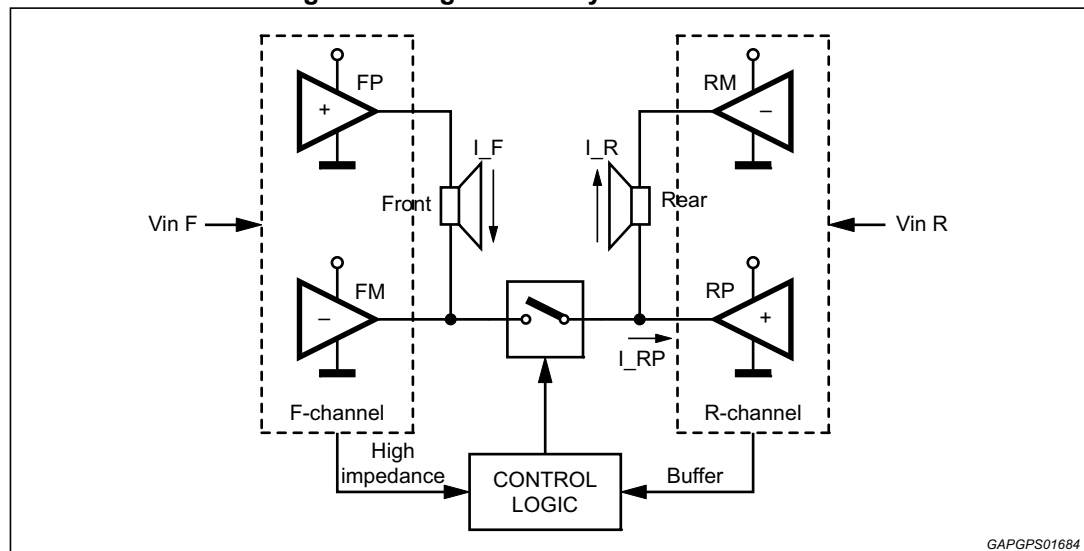 FP
+
RM
–
I_F
I_R
Front
Rear
Vin F
Vin R
FM
–
RP
+
I_RP
F-channel
R-channel
High
impedance
CONTROL
LOGIC
Buffer
GAPGPS01684